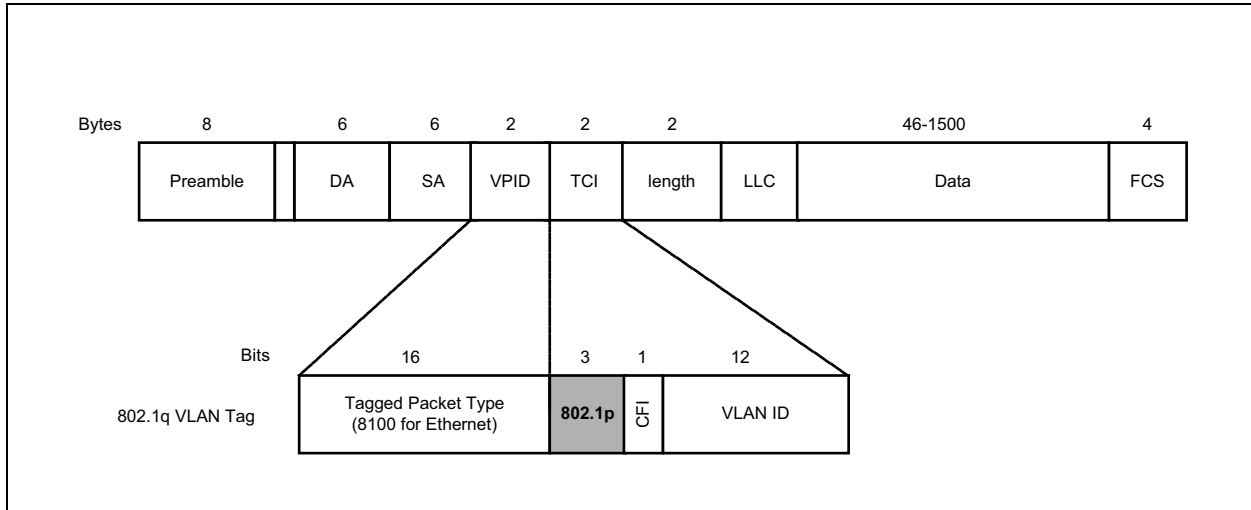 Bytes 8 6 6 2 2 2 46-1500 4
Preamble DA SA VPID TCI length LLC Data FCS
Bits 16 3 1 12
802.1q VLAN Tag
Tagged Packet Type
(8100 for Ethernet)
802.1p
CFI
VLAN ID